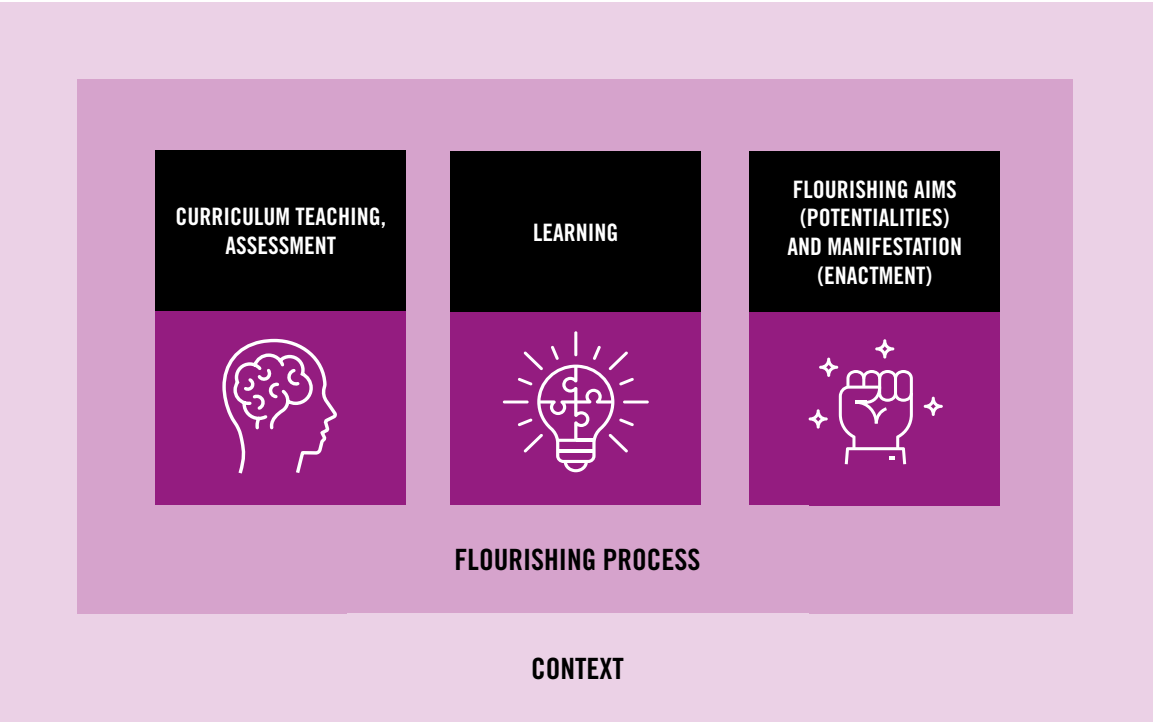 CURRICULUM TEACHING,
ASSESSMENT
LEARNING
FLOURISHING AIMS
(POTENTIALITIES)
AND MANIFESTATION
(ENACTMENT)
FLOURISHING PROCESS
CONTEXT